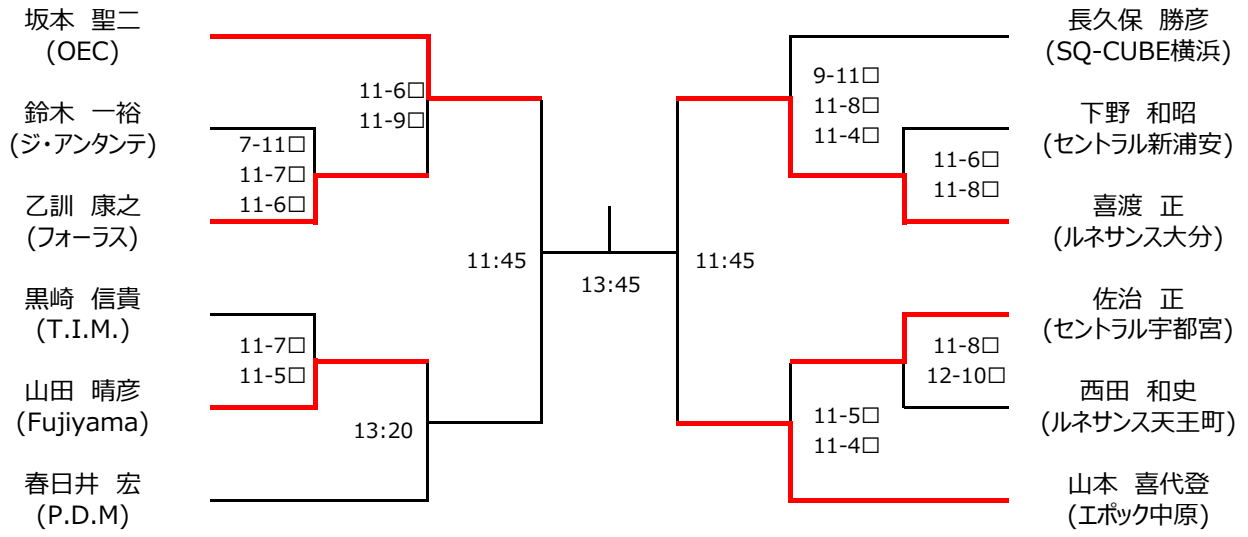 坂本 聖二
(OEC)
鈴木 一裕
(ジ・アンタンテ)
乙訓 康之
(フォーラス)
黒崎 信貴
(T.I.M.)
山田 晴彦
(Fujiyama)
春日井 宏
(P.D.M)
11-6□
11-9□
7-11□
11-7□
11-6□
11-7□
11-5□
13:20
11:45
13:45
11:45
9-11□
11-8□
11-4□
11-6□
11-8□
11-8□
12-10□
11-5□
11-4□
長久保 勝彦
(SQ-CUBE横浜)
下野 和昭
(セントラル新浦安)
喜渡 正
(ルネサンス大分)
佐治 正
(セントラル宇都宮)
西田 和史
(ルネサンス天王町)
山本 喜代登
(エポック中原)